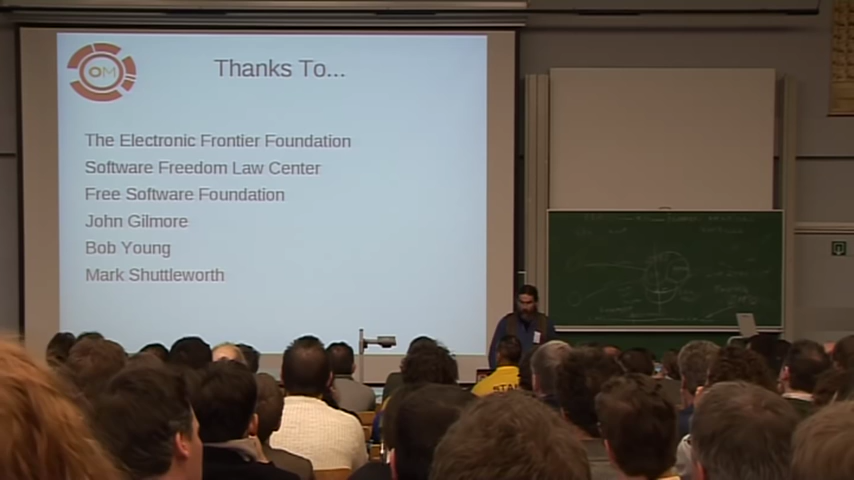 OM
Thanks To...
The Electronic Frontier Foundation
Software Freedom Law Center
Free Software Foundation
John Gilmore
Bob Young
Mark Shuttleworth
STA